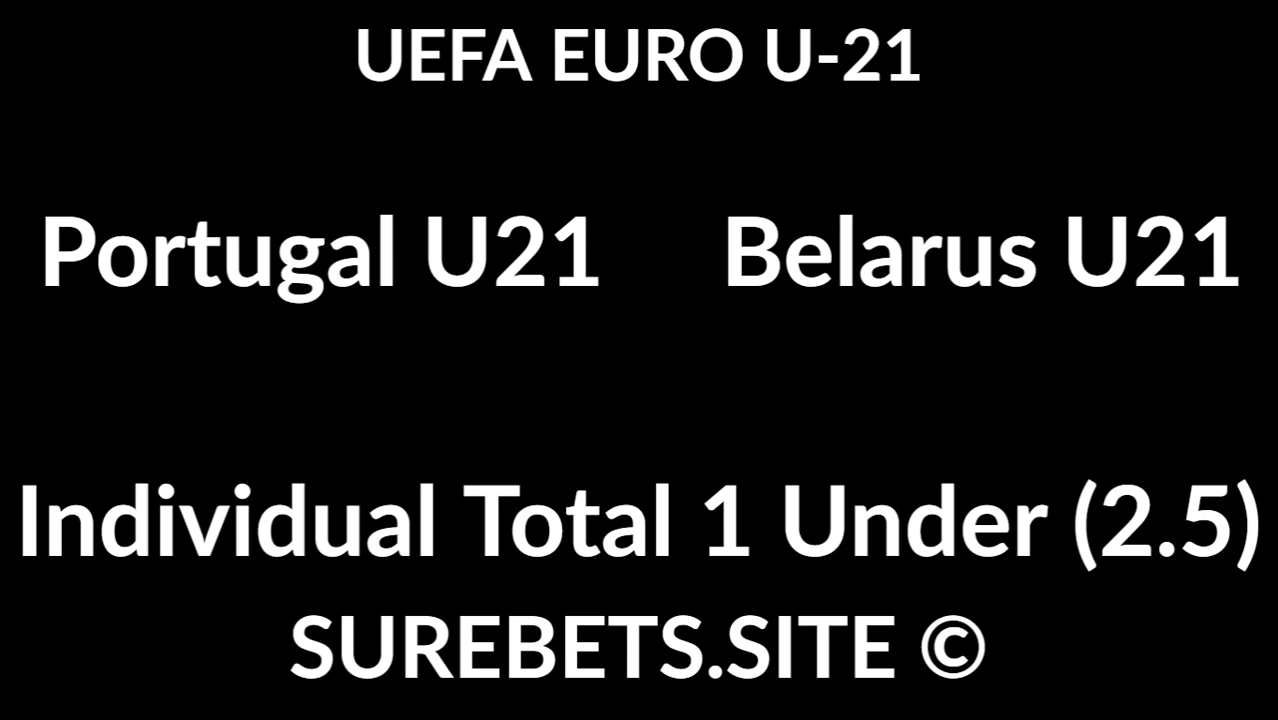 UEFA EURO U-21
Portugal U21 Belarus U21
Individual Total 1 Under (2.5)
SUREBETS.SITE ©